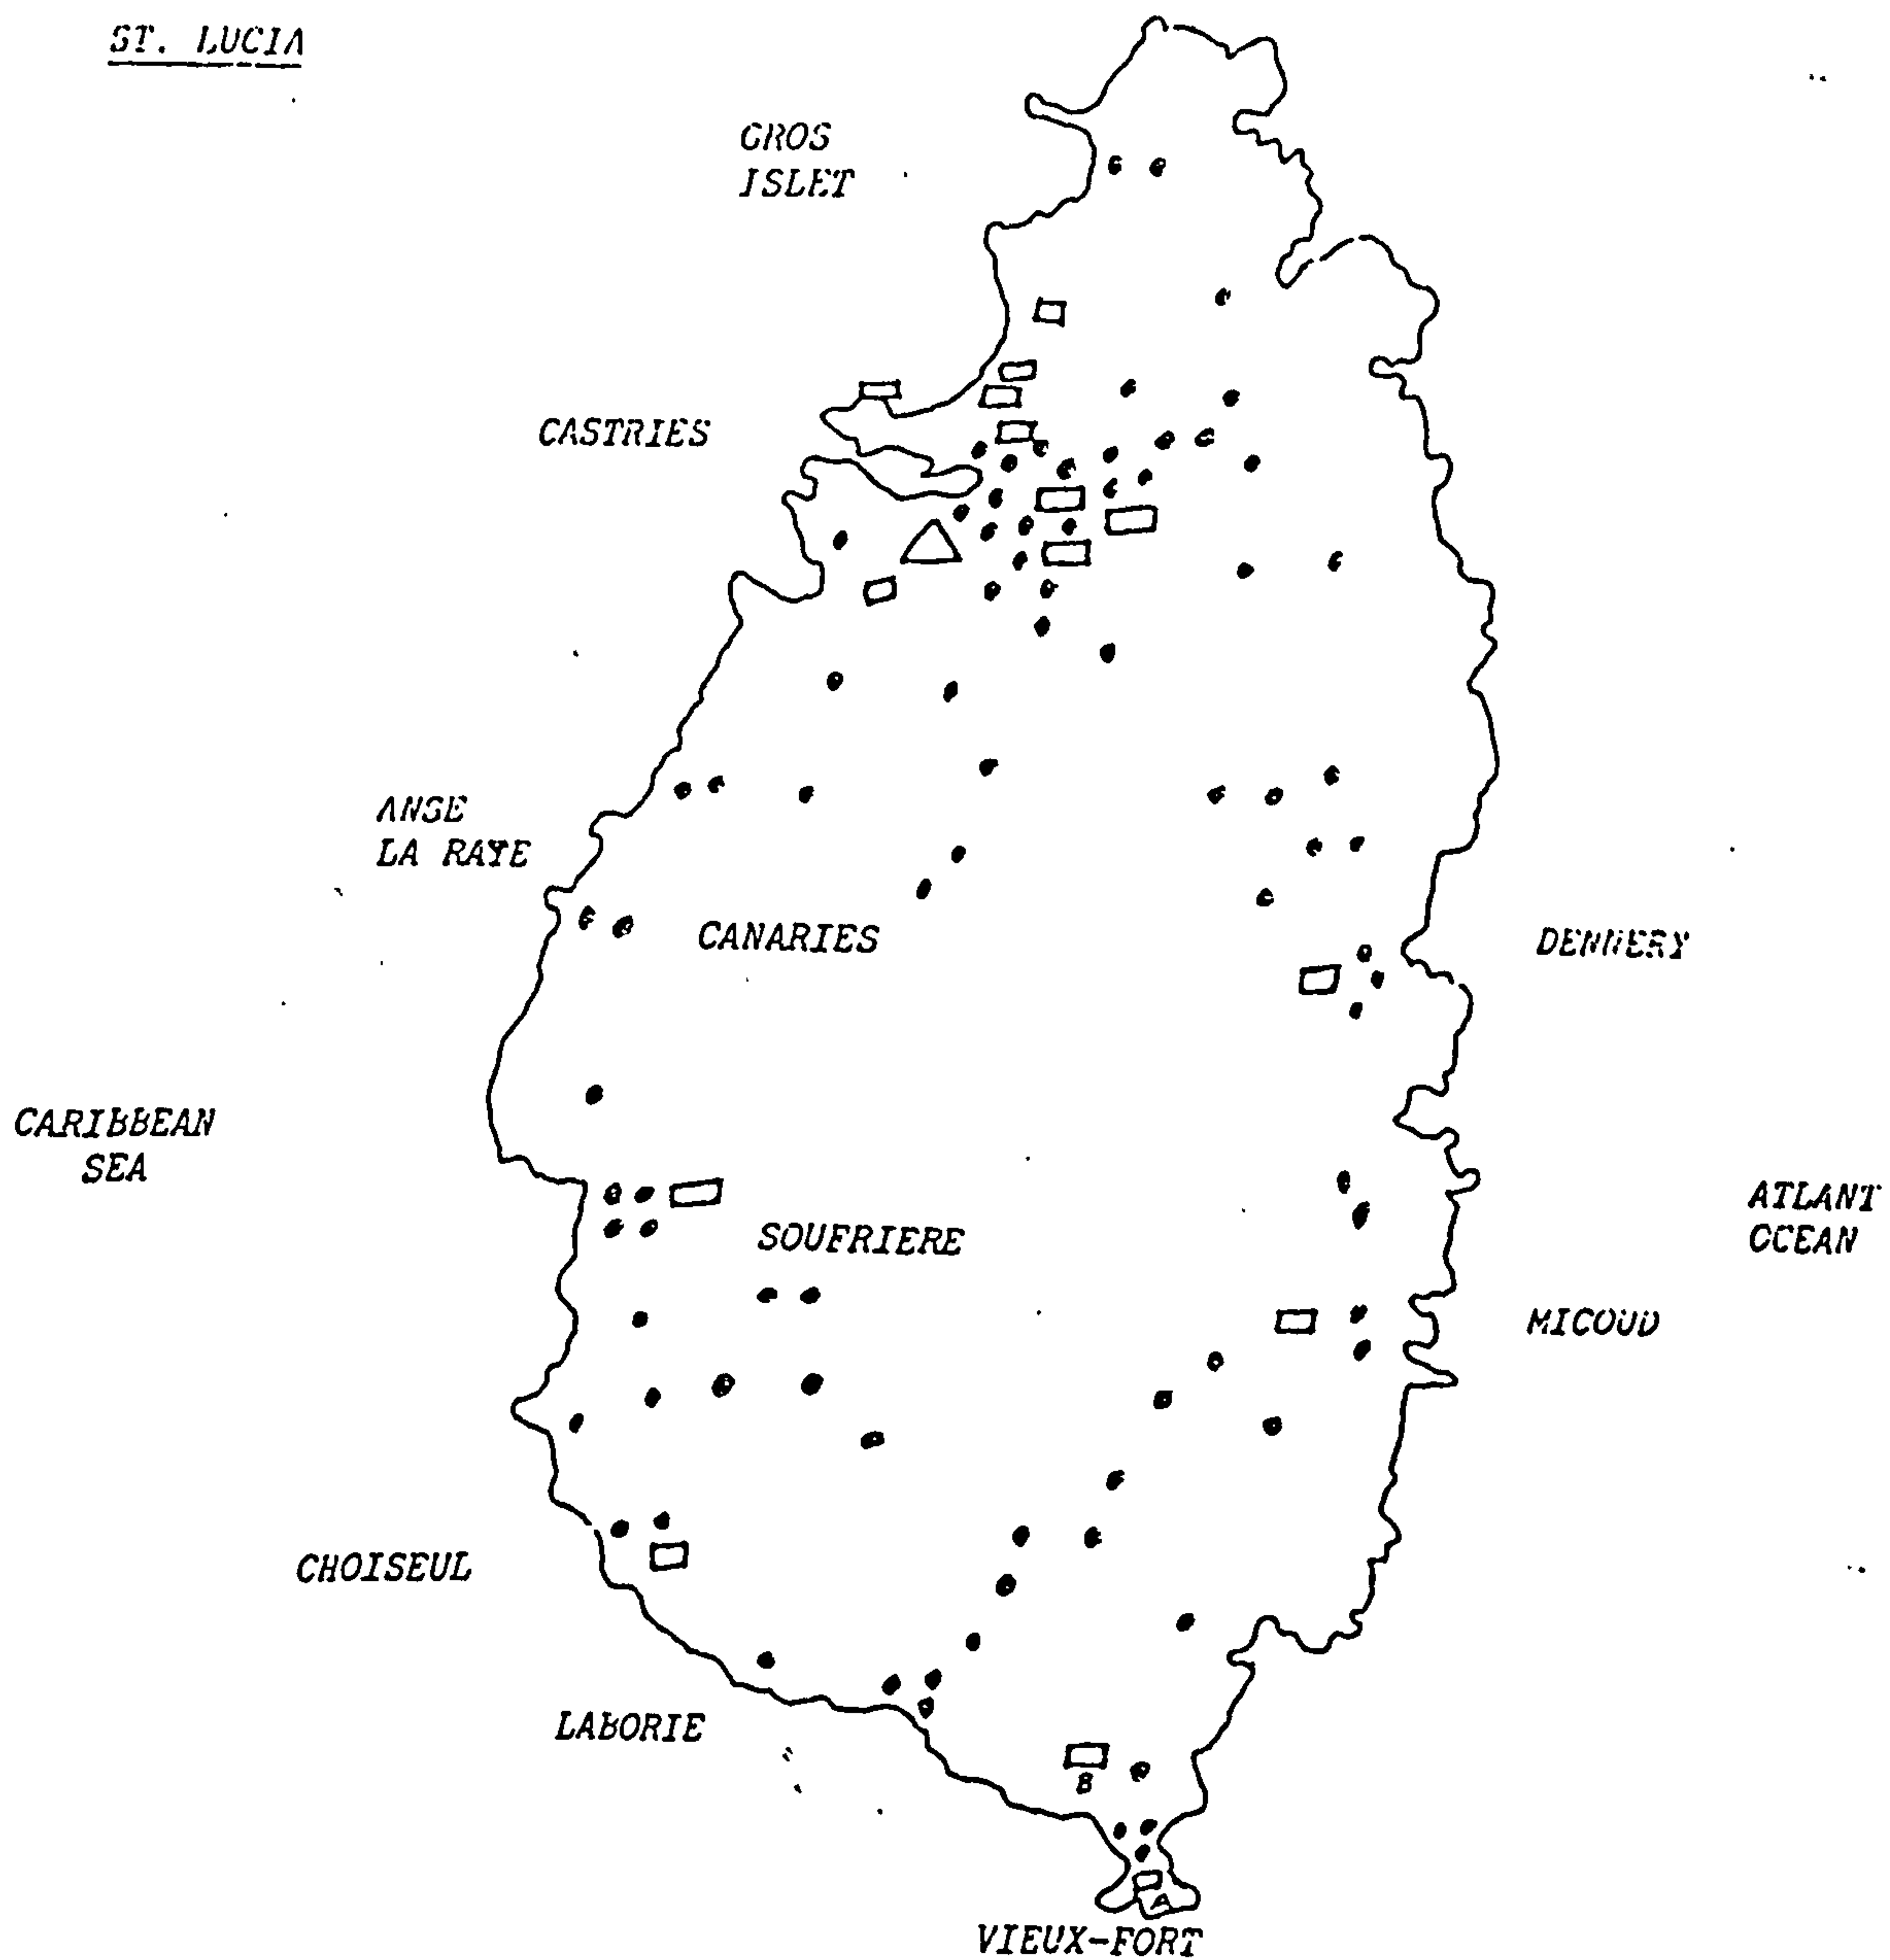 ST. LUCIA
GROS
ISLET
CASTRIES
ANSE
LA RAYE
CANARIES
DENNERY
CARIBBEAN
SEA
ATLANT
OCEAN
SOUFRIERE
MICOUD
CHOISEUL
LABORIE
B
A
VIEUX-FORT